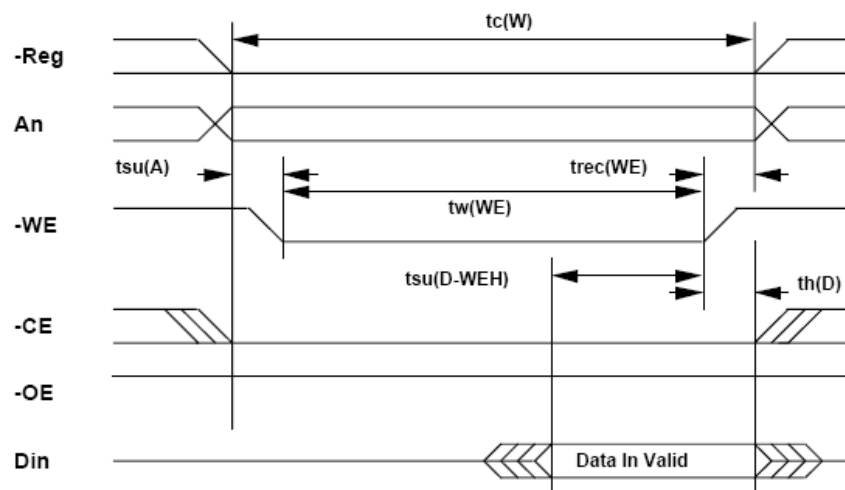 tc(W)
-Reg
An
tsu(A)
trec(WE)
-WE
tw(WE)
tsu(D-WEH)
th(D)
-CE
-OE
Din
Data In Valid